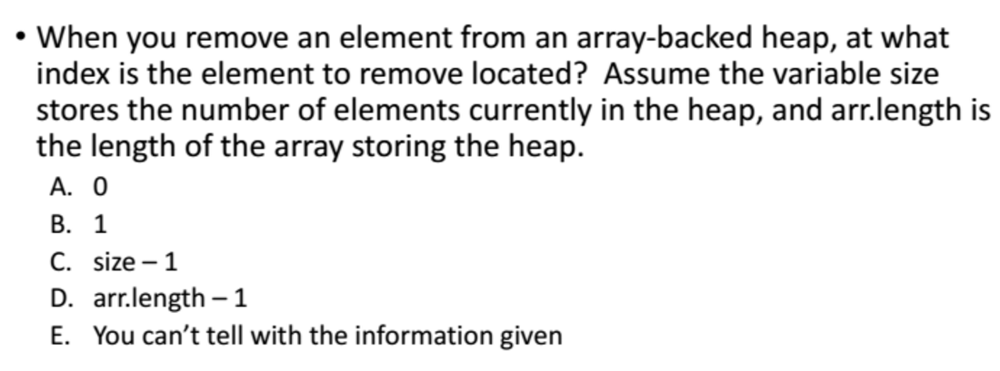 • When you remove an element from an array-backed heap, at what
index is the element to remove located? Assume the variable size
stores the number of elements currently in the heap, and arr.length is
the length of the array storing the heap.
A. 0
B. 1
C. size – 1
D. arr.length – 1
E. You can’t tell with the information given